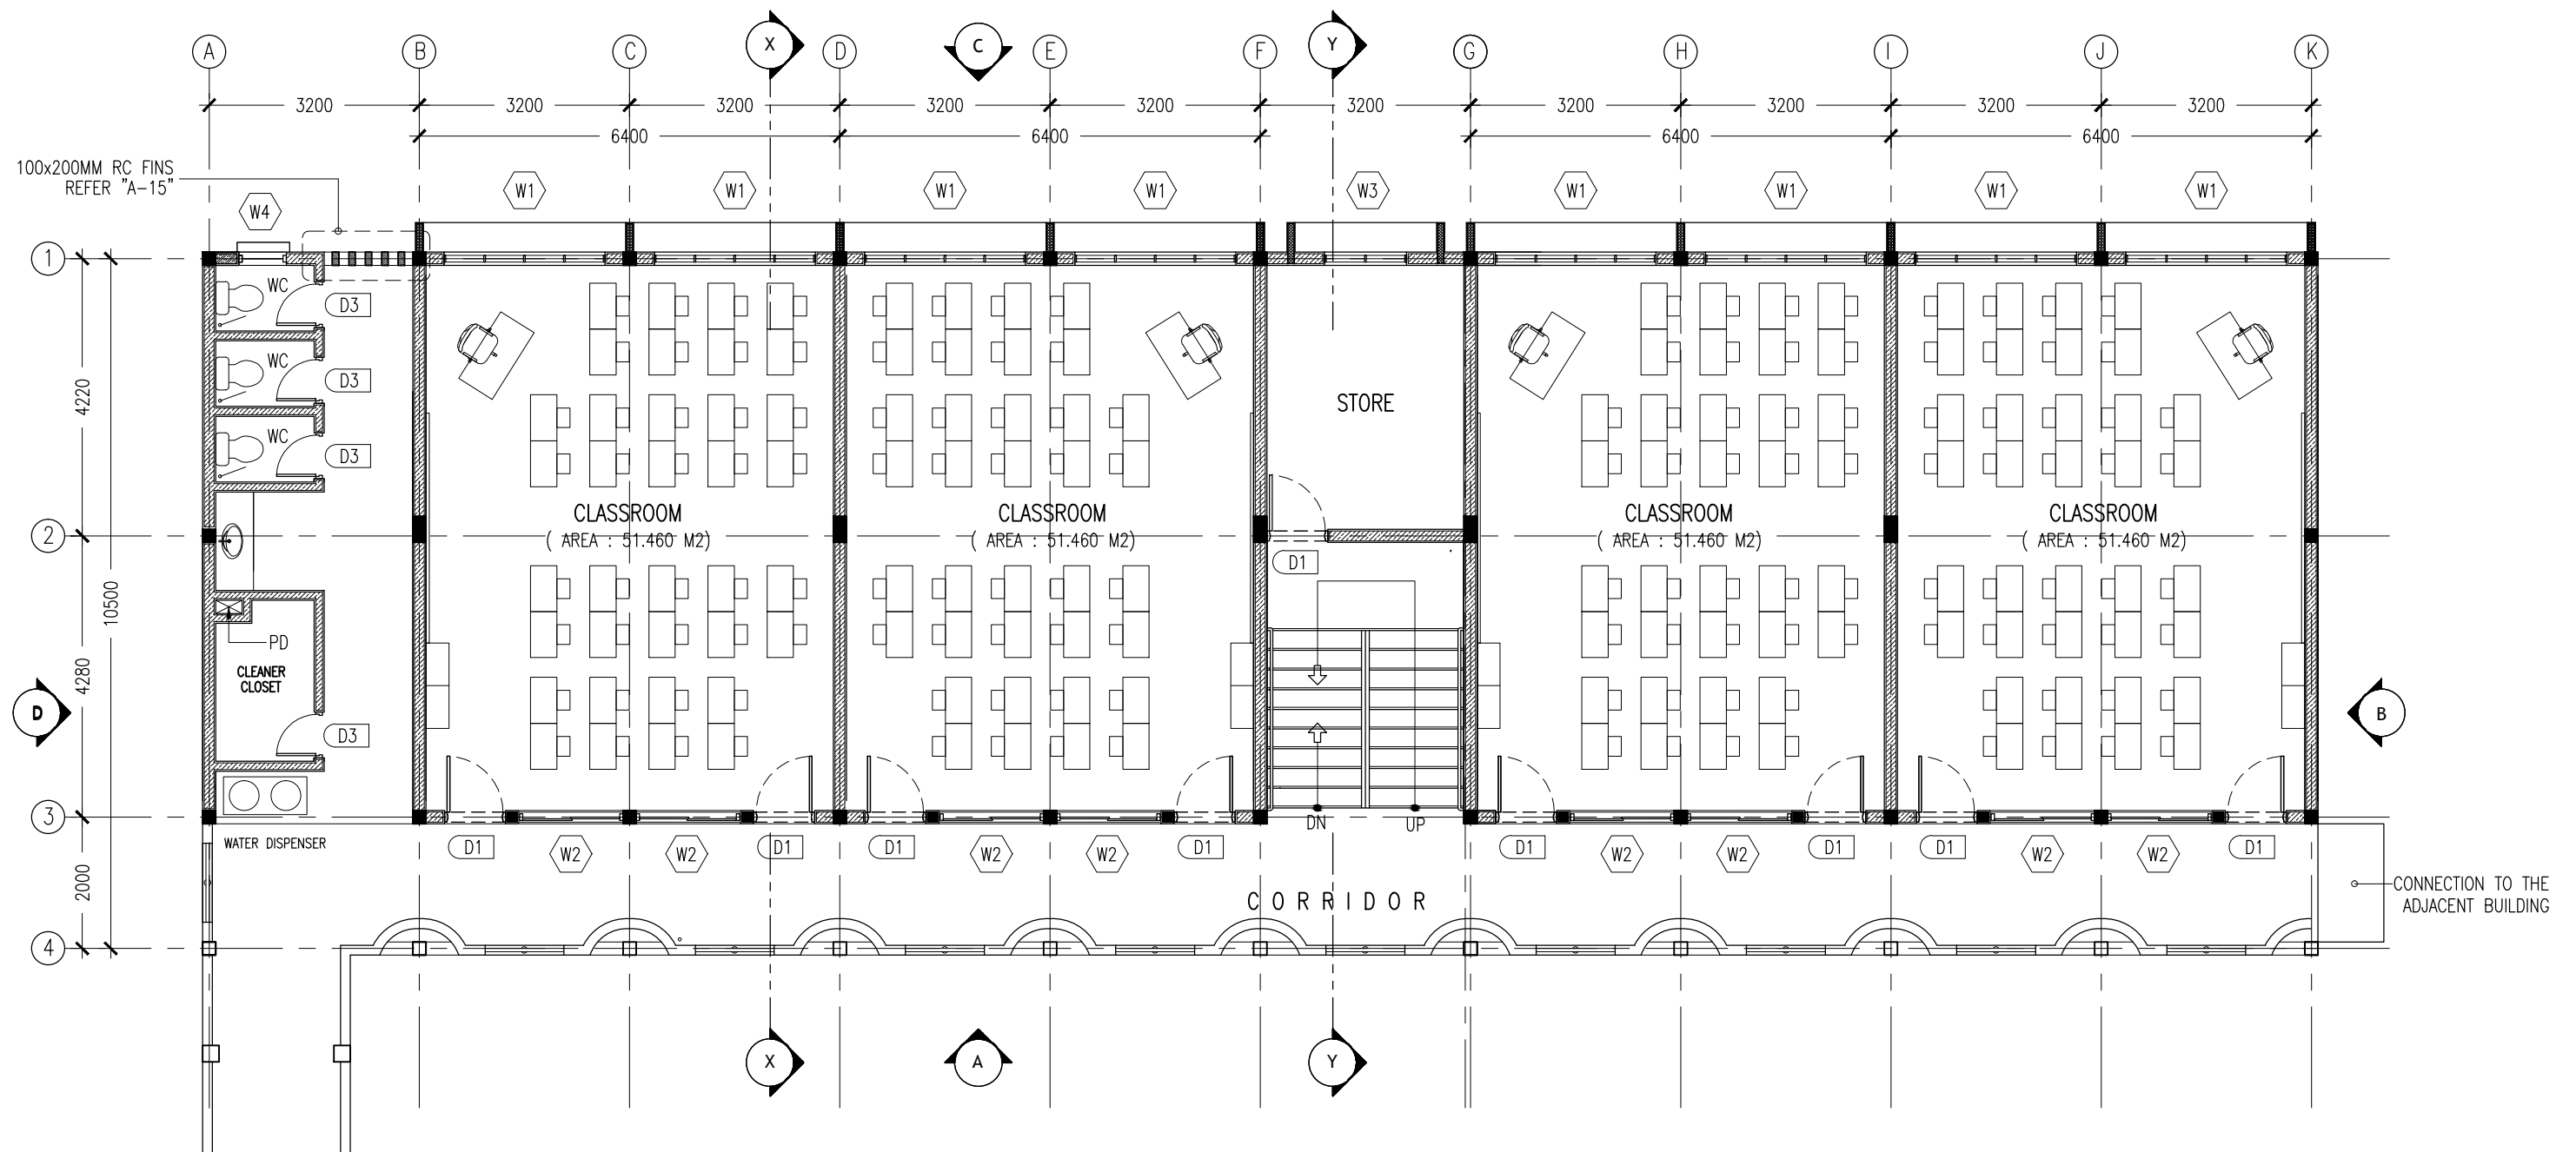 X C Y
A B C D E F G H I J K
3200 3200 3200 3200 3200 3200 3200 3200 3200 3200
6400 6400 6400 6400
100x200MM RC FINS
REFER "A-15"
W1 W1 W1 W1 W3 W1 W1 W1 W1
W4
1
WC D3
WC D3
4220
STORE
WC D3
CLASSROOM CLASSROOM CLASSROOM CLASSROOM
( AREA : 51.460 M2) ( AREA : 51.460 M2) ( AREA : 51.460 M2) ( AREA : 51.460 M2)
2
D1
10500
PD
4280
CLEANER
CLOSET
D B
D3
3
DN UP
WATER DISPENSER
D1 W2 W2 D1 D1 W2 W2 D1 D1 W2 W2 D1 D1 W2 W2 D1
2000
CONNECTION TO THE
ADJACENT BUILDING
CORRIDOR
4
X A Y